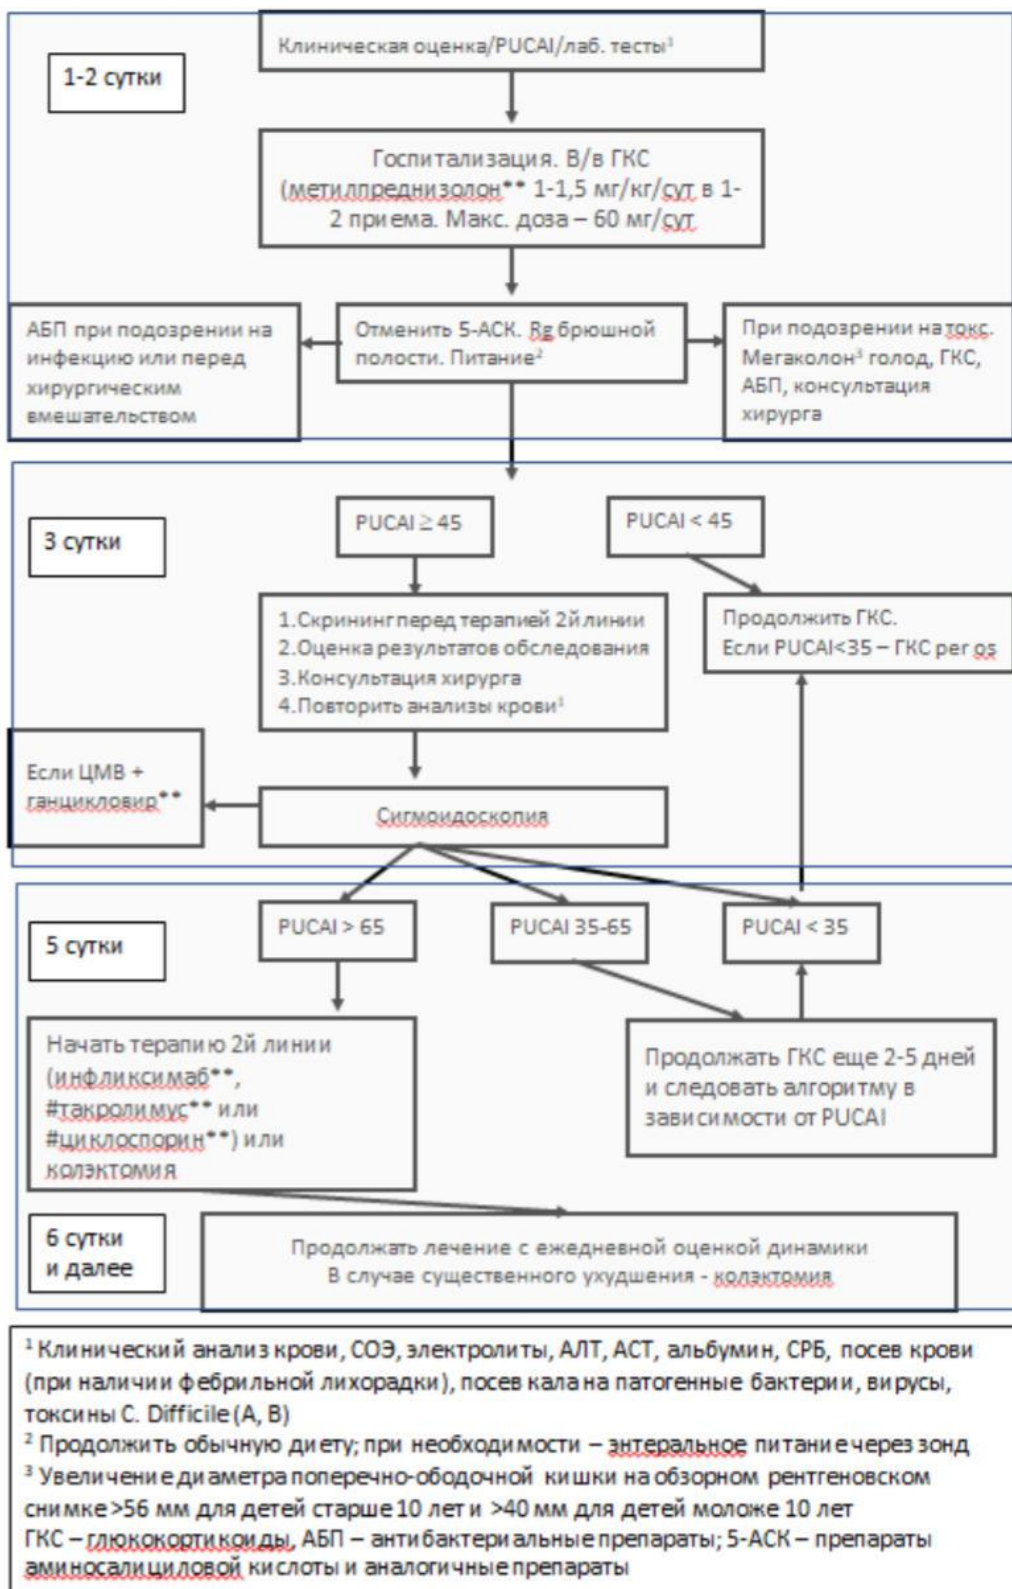 Клиническая оценка/PUCAI/лаб. тесты¹
1-2 сутки
Госпитализация. В/в ГКС
(метилпреднизолон** 1-1,5 мг/кг/сут в 1-
2 приема. Макс. доза – 60 мг/сут
АБП при подозрении на
инфекцию или перед
хирургическим
вмешательством
Отменить 5-АСК. Rg брюшной
полости. Питание²
При подозрении на токс.
Мегаколон³ голод, ГКС,
АБП, консультация
хирурга
3 сутки
PUCAI ≥ 45
PUCAI < 45
1.Скрининг перед терапией 2й линии
2.Оценка результатов обследования
3.Консультация хирурга
4.Повторить анализы крови¹
Продолжить ГКС.
Если PUCAI<35 – ГКС per os
Если ЦМВ +
ганцикловир**
Сигмоидоскопия
5 сутки
PUCAI > 65
PUCAI 35-65
PUCAI < 35
Начать терапию 2й линии
(инфликсимаб**,
#такролимус** или
#циклоспорин**) или
колэктомия
Продолжать ГКС еще 2-5 дней
и следовать алгоритму в
зависимости от PUCAI
6 сутки
и далее
Продолжать лечение с ежедневной оценкой динамики
В случае существенного ухудшения - колэктомия
¹ Клинический анализ крови, СОЭ, электролиты, АЛТ, АСТ, альбумин, СРБ, посев крови
(при наличии фебрильной лихорадки), посев кала на патогенные бактерии, вирусы,
токсины C. Difficile (A, B)
² Продолжить обычную диету; при необходимости – энтеральное питание через зонд
³ Увеличение диаметра поперечно-ободочной кишки на обзорном рентгеновском
снимке >56 мм для детей старше 10 лет и >40 мм для детей моложе 10 лет
ГКС – глюкокортикоиды, АБП – антибактериальные препараты; 5-АСК – препараты
аминосалициловой кислоты и аналогичные препараты